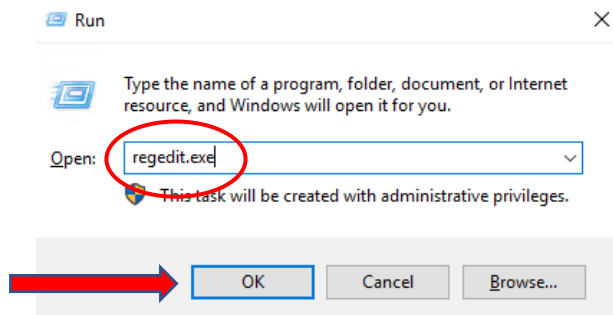 Run
Type the name of a program, folder, document, or Internet
resource, and Windows will open it for you.
Open: regedit.exe
This task will be created with administrative privileges.
OK Cancel Browse...